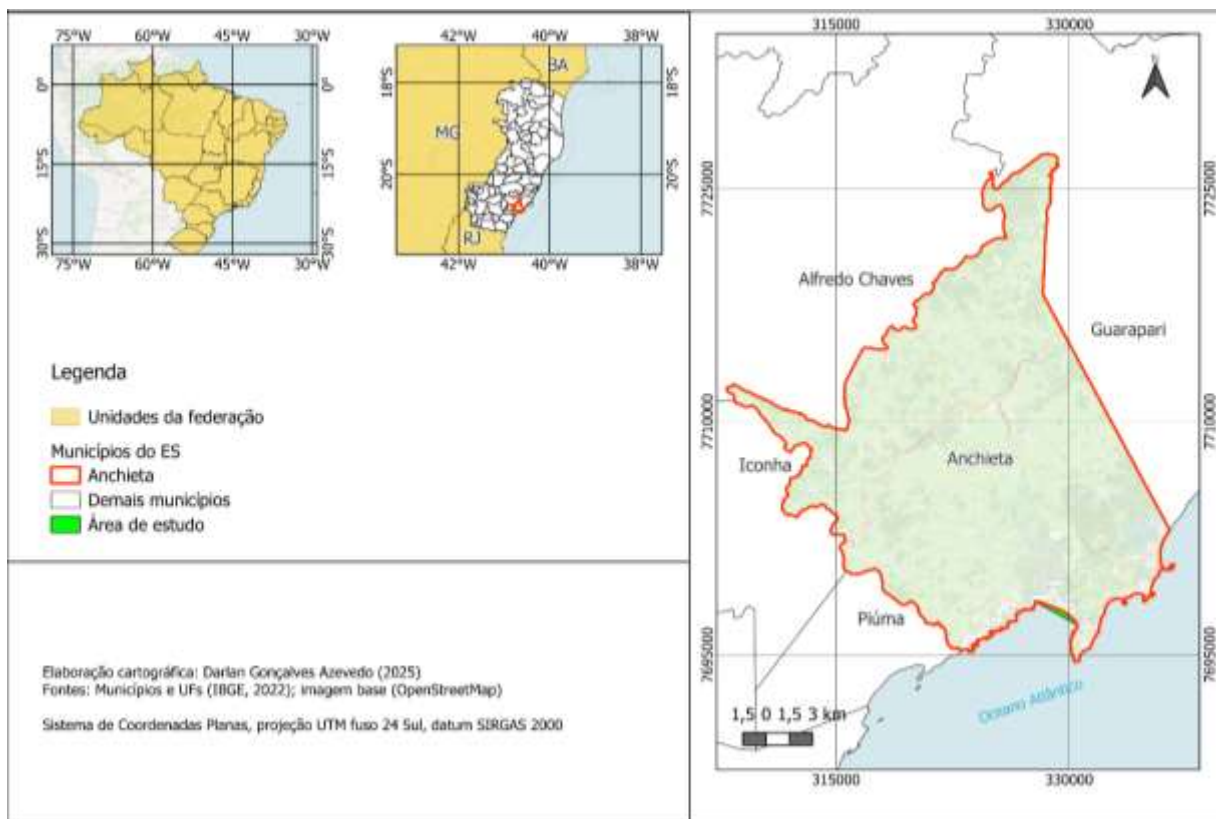 75°W 60°W 45°W 30°W
0° 0°
15°S 15°S
30°S 30°S
75°W 60°W 45°W 30°W
42°W 40°W 38°W
BA
18°S 18°S
MG
20°S 20°S
RJ
42°W 40°W 38°W
Legenda
Unidades da federação
Municípios do ES
Anchieta
Demais municípios
Área de estudo
Elaboração cartográfica: Darlan Gonçalves Azevedo (2025)
Fontes: Municípios e UFs (IBGE, 2022); imagem base (OpenStreetMap)
Sistema de Coordenadas Planas, projeção UTM fuso 24 Sul, datum SIRGAS 2000
315000 330000
7725000 7725000
Alfredo Chaves
Guarapari
7710000 7710000
Iconha
Anchieta
Piúma
7695000 7695000
Oceano Atlântico
1,5 0 1,5 3 km
315000 330000